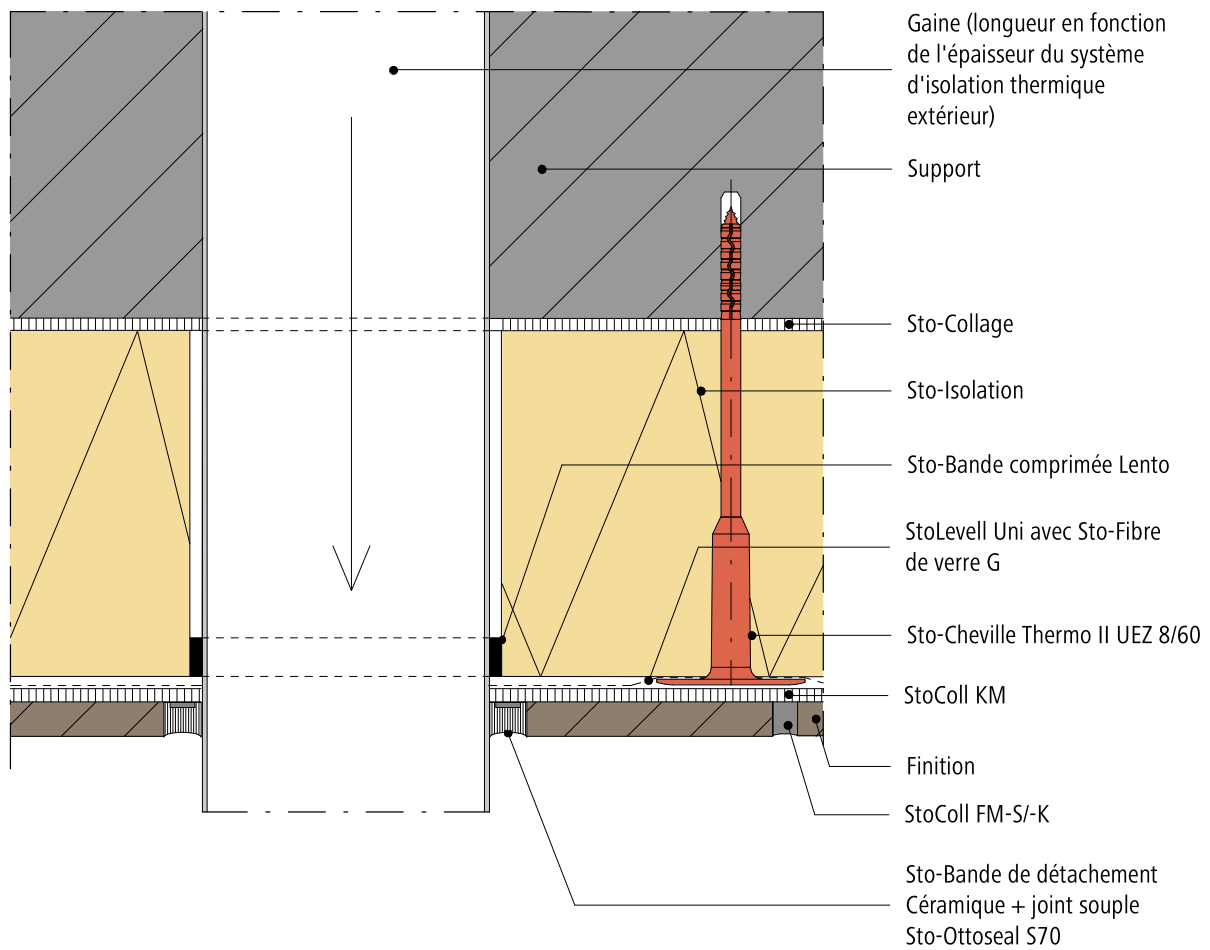 Gaine (longueur en fonction
de l'épaisseur du système
d'isolation thermique
extérieur)
Support
Sto-Collage
Sto-Isolation
Sto-Bande comprimée Lento
StoLevell Uni avec Sto-Fibre
de verre G
Sto-Cheville Thermo II UEZ 8/60
StoColl KM
Finition
StoColl FM-S/-K
Sto-Bande de détachement
Céramique + joint souple
Sto-Ottoseal S70